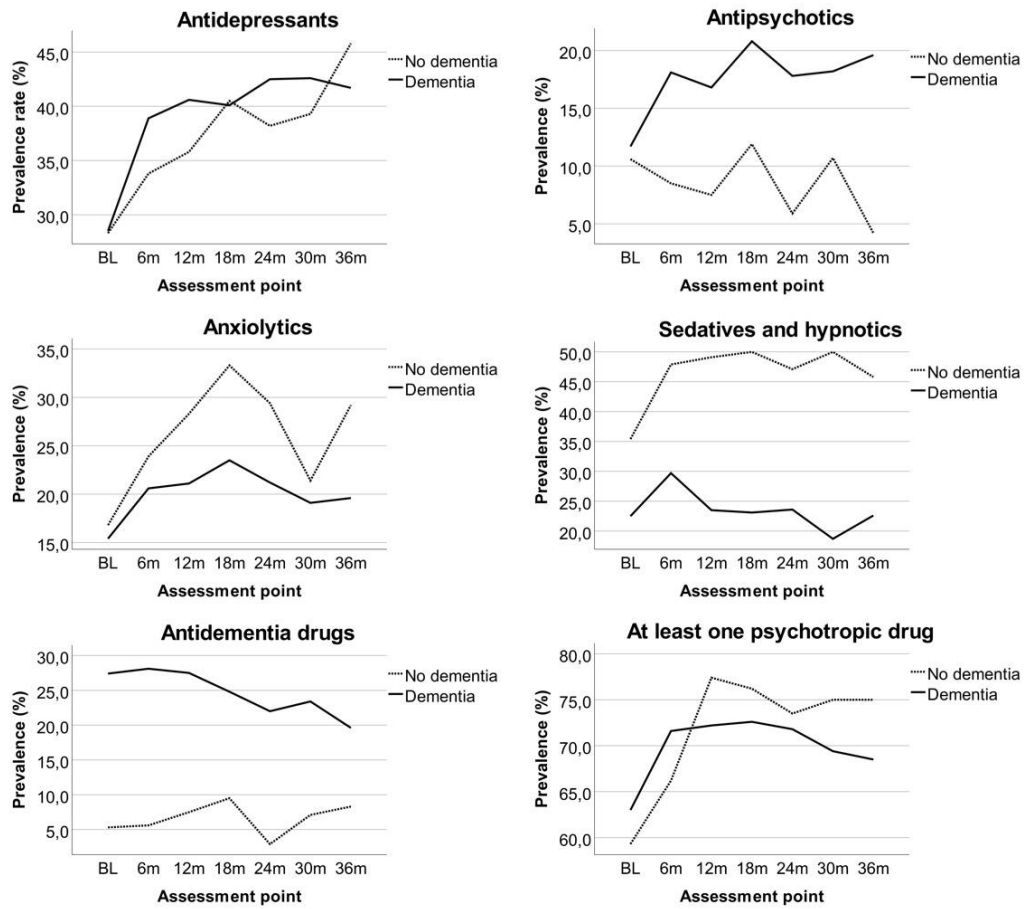 Antidepressants
Prevalence rate (%)
45,0
40,0
35,0
30,0
BL 6m 12m 18m 24m 30m 36m
Assessment point
No dementia
Dementia
Antipsychotics
Prevalence (%)
20,0
15,0
10,0
5,0
BL 6m 12m 18m 24m 30m 36m
Assessment point
No dementia
Dementia
Anxiolytics
Prevalence (%)
35,0
30,0
25,0
20,0
15,0
BL 6m 12m 18m 24m 30m 36m
Assessment point
No dementia
Dementia
Sedatives and hypnotics
Prevalence (%)
50,0
45,0
40,0
35,0
30,0
25,0
20,0
BL 6m 12m 18m 24m 30m 36m
Assessment point
No dementia
Dementia
Antidementia drugs
Prevalence (%)
30,0
25,0
20,0
15,0
10,0
5,0
BL 6m 12m 18m 24m 30m 36m
Assessment point
No dementia
Dementia
At least one psychotropic drug
Prevalence (%)
80,0
75,0
70,0
65,0
60,0
BL 6m 12m 18m 24m 30m 36m
Assessment point
No dementia
Dementia